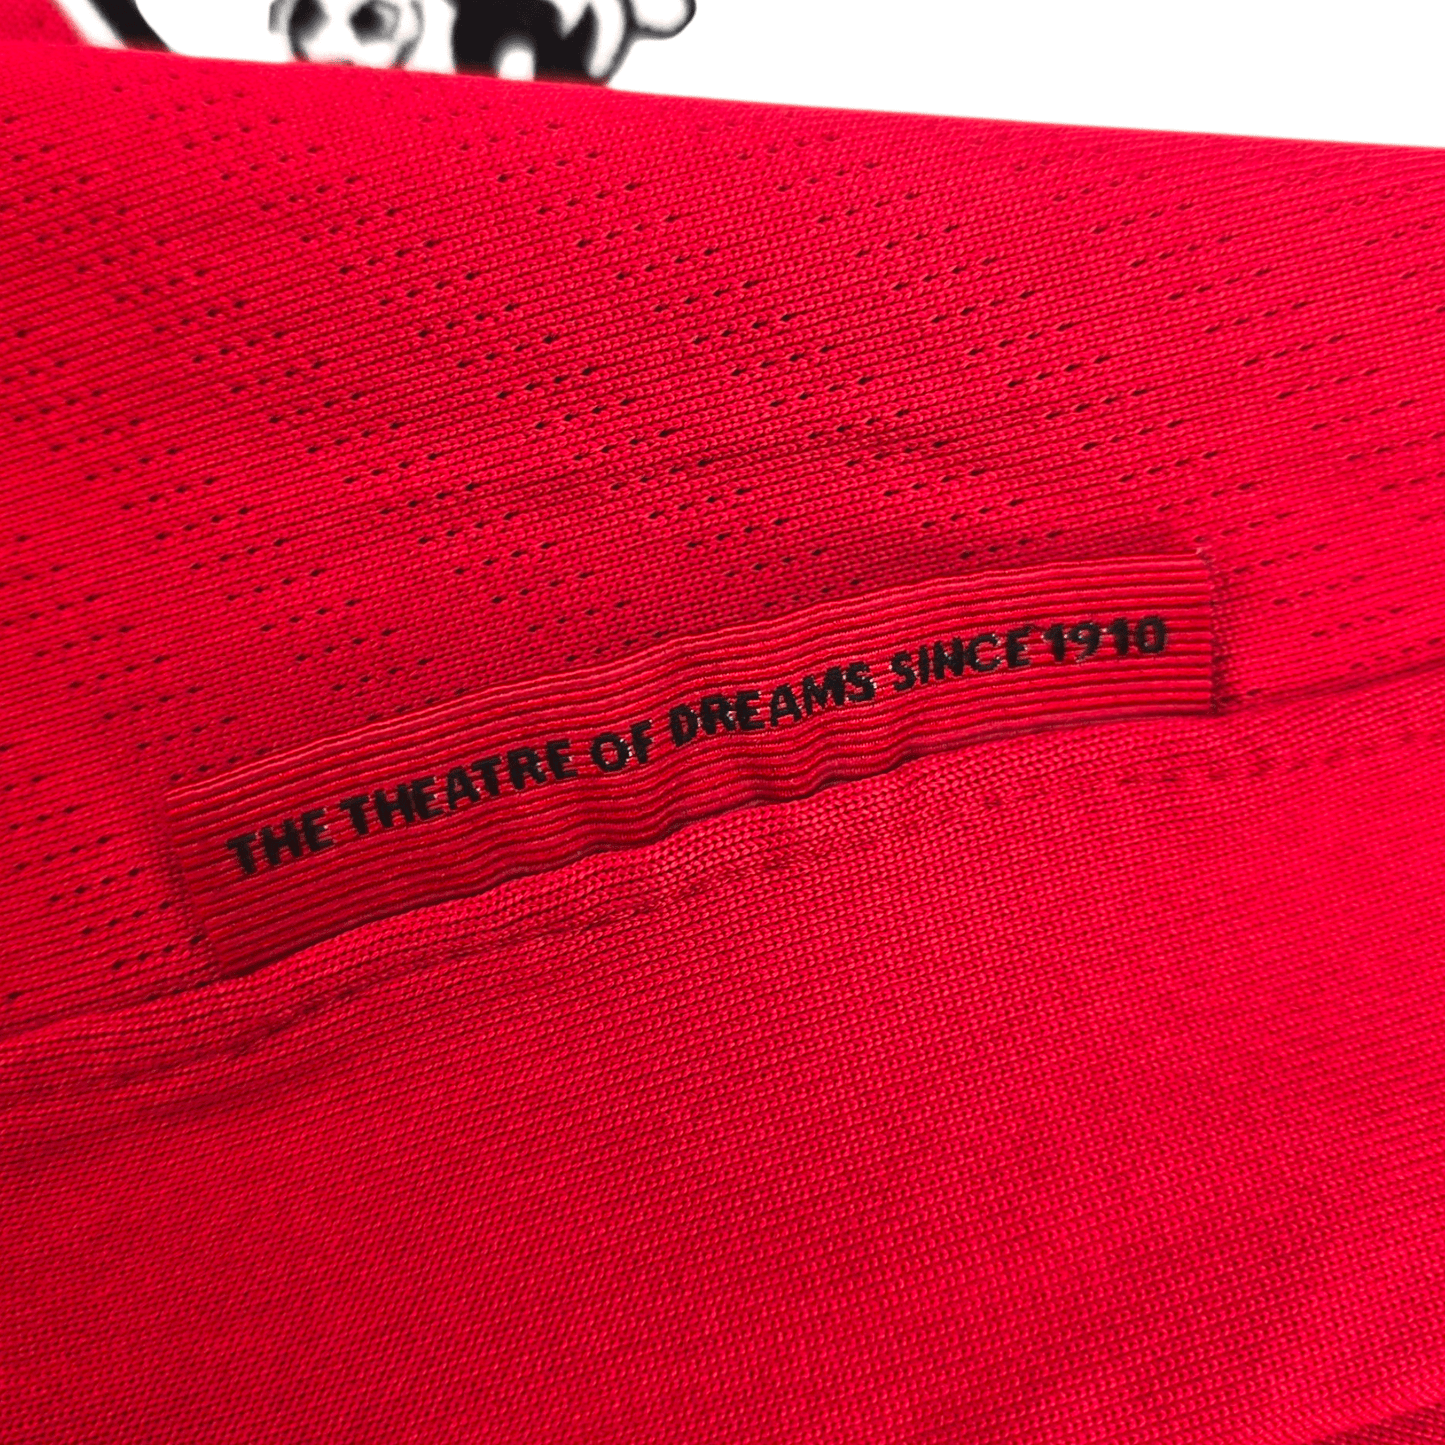 THE THEATRE OF DREAMS SINCE 1910